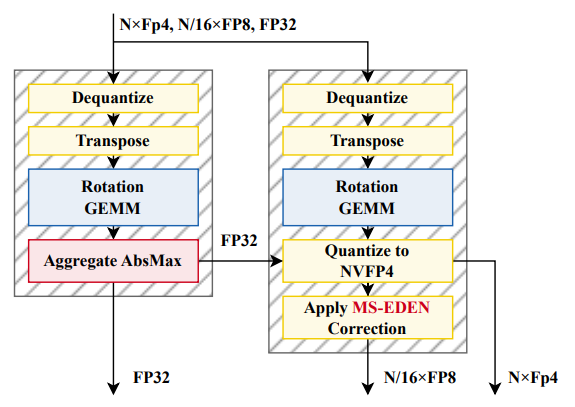 N×Fp4, N/16×FP8, FP32
Dequantize
Transpose
Rotation
GEMM
Aggregate AbsMax
FP32
FP32
Dequantize
Transpose
Rotation
GEMM
Quantize to
NVFP4
Apply MS-EDEN
Correction
N/16×FP8
N×Fp4